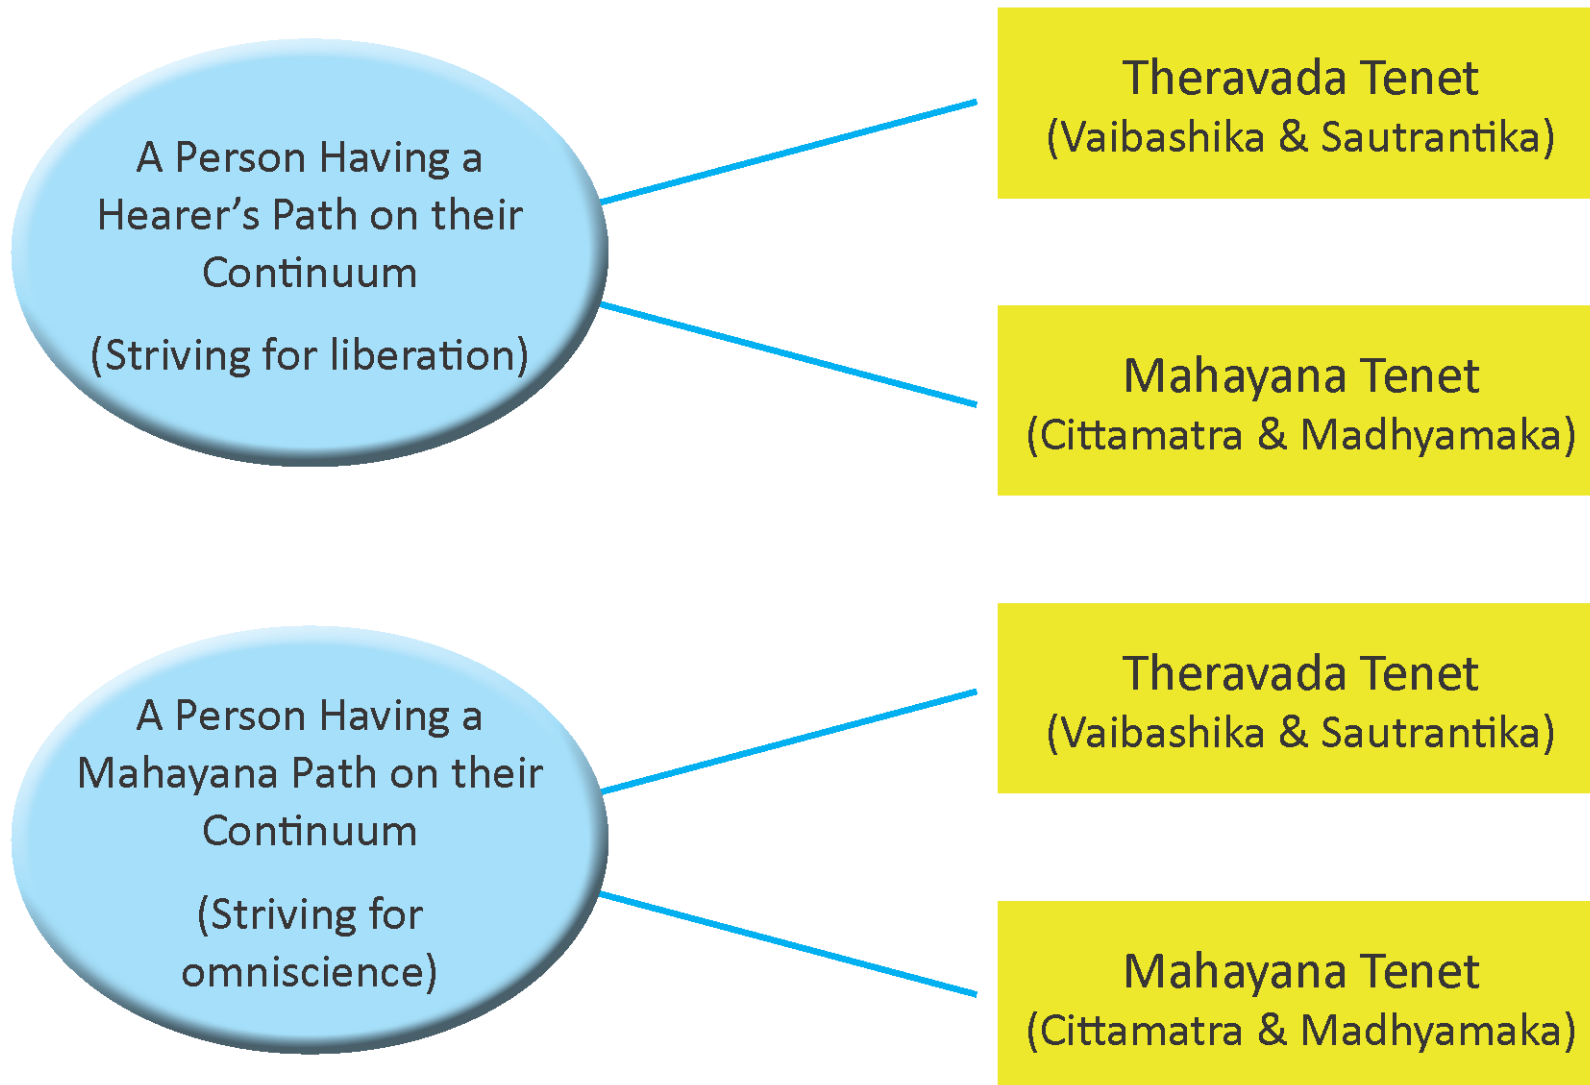 A Person Having a
Hearer’s Path on their
Continuum
(Striving for liberation)
Theravada Tenet
(Vaibashika & Sautrantika)
Mahayana Tenet
(Cittamatra & Madhyamaka)
A Person Having a
Mahayana Path on their
Continuum
(Striving for
omniscience)
Theravada Tenet
(Vaibashika & Sautrantika)
Mahayana Tenet
(Cittamatra & Madhyamaka)